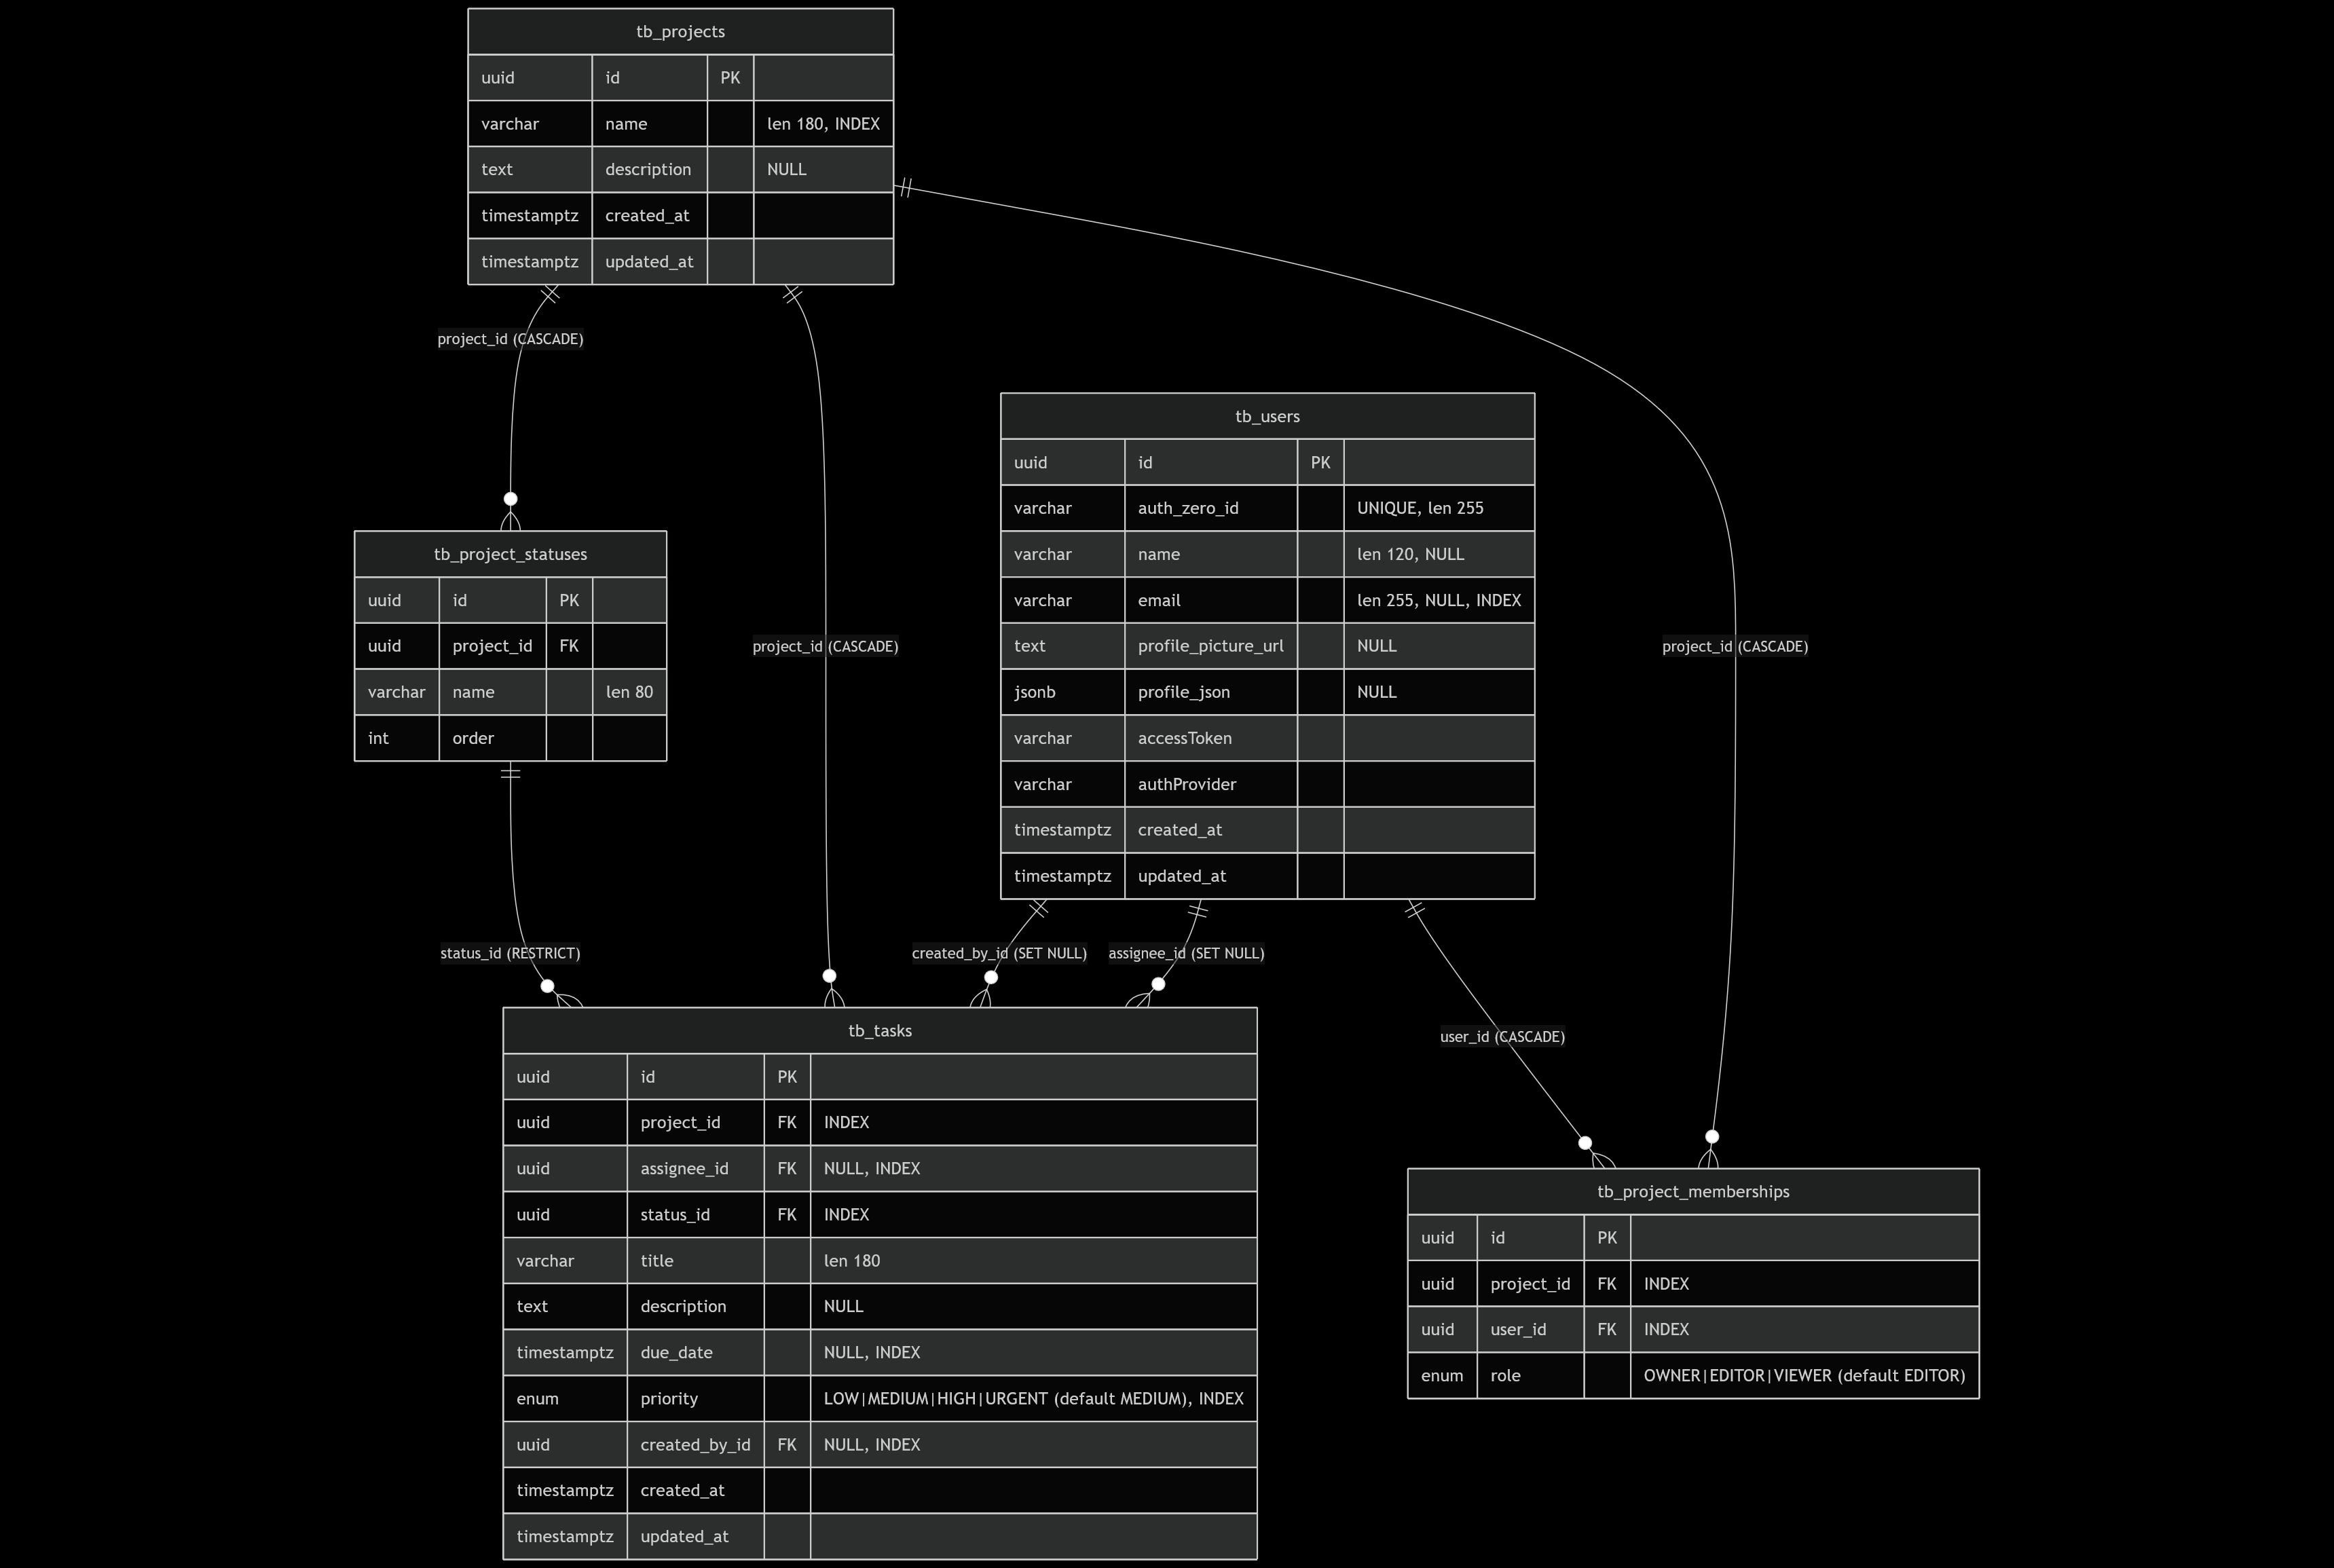 tb_projects
uuid id PK
varchar name len 180, INDEX
text description NULL
timestamptz created_at
timestamptz updated_at
project_id (CASCADE)
tb_users
uuid id PK
varchar auth_zero_id UNIQUE, len 255
varchar name len 120, NULL
varchar email len 255, NULL, INDEX
text profile_picture_url NULL
jsonb profile_json NULL
varchar accessToken
varchar authProvider
timestamptz created_at
timestamptz updated_at
tb_project_statuses
uuid id PK
uuid project_id FK
varchar name len 80
int order
project_id (CASCADE)
project_id (CASCADE)
status_id (RESTRICT)
created_by_id (SET NULL)
assignee_id (SET NULL)
user_id (CASCADE)
tb_tasks
uuid id PK
uuid project_id FK INDEX
uuid assignee_id FK NULL, INDEX
uuid status_id FK INDEX
varchar title len 180
text description NULL
timestamptz due_date NULL, INDEX
enum priority LOW|MEDIUM|HIGH|URGENT (default MEDIUM), INDEX
uuid created_by_id FK NULL, INDEX
timestamptz created_at
timestamptz updated_at
tb_project_memberships
uuid id PK
uuid project_id FK INDEX
uuid user_id FK INDEX
enum role OWNER|EDITOR|VIEWER (default EDITOR)